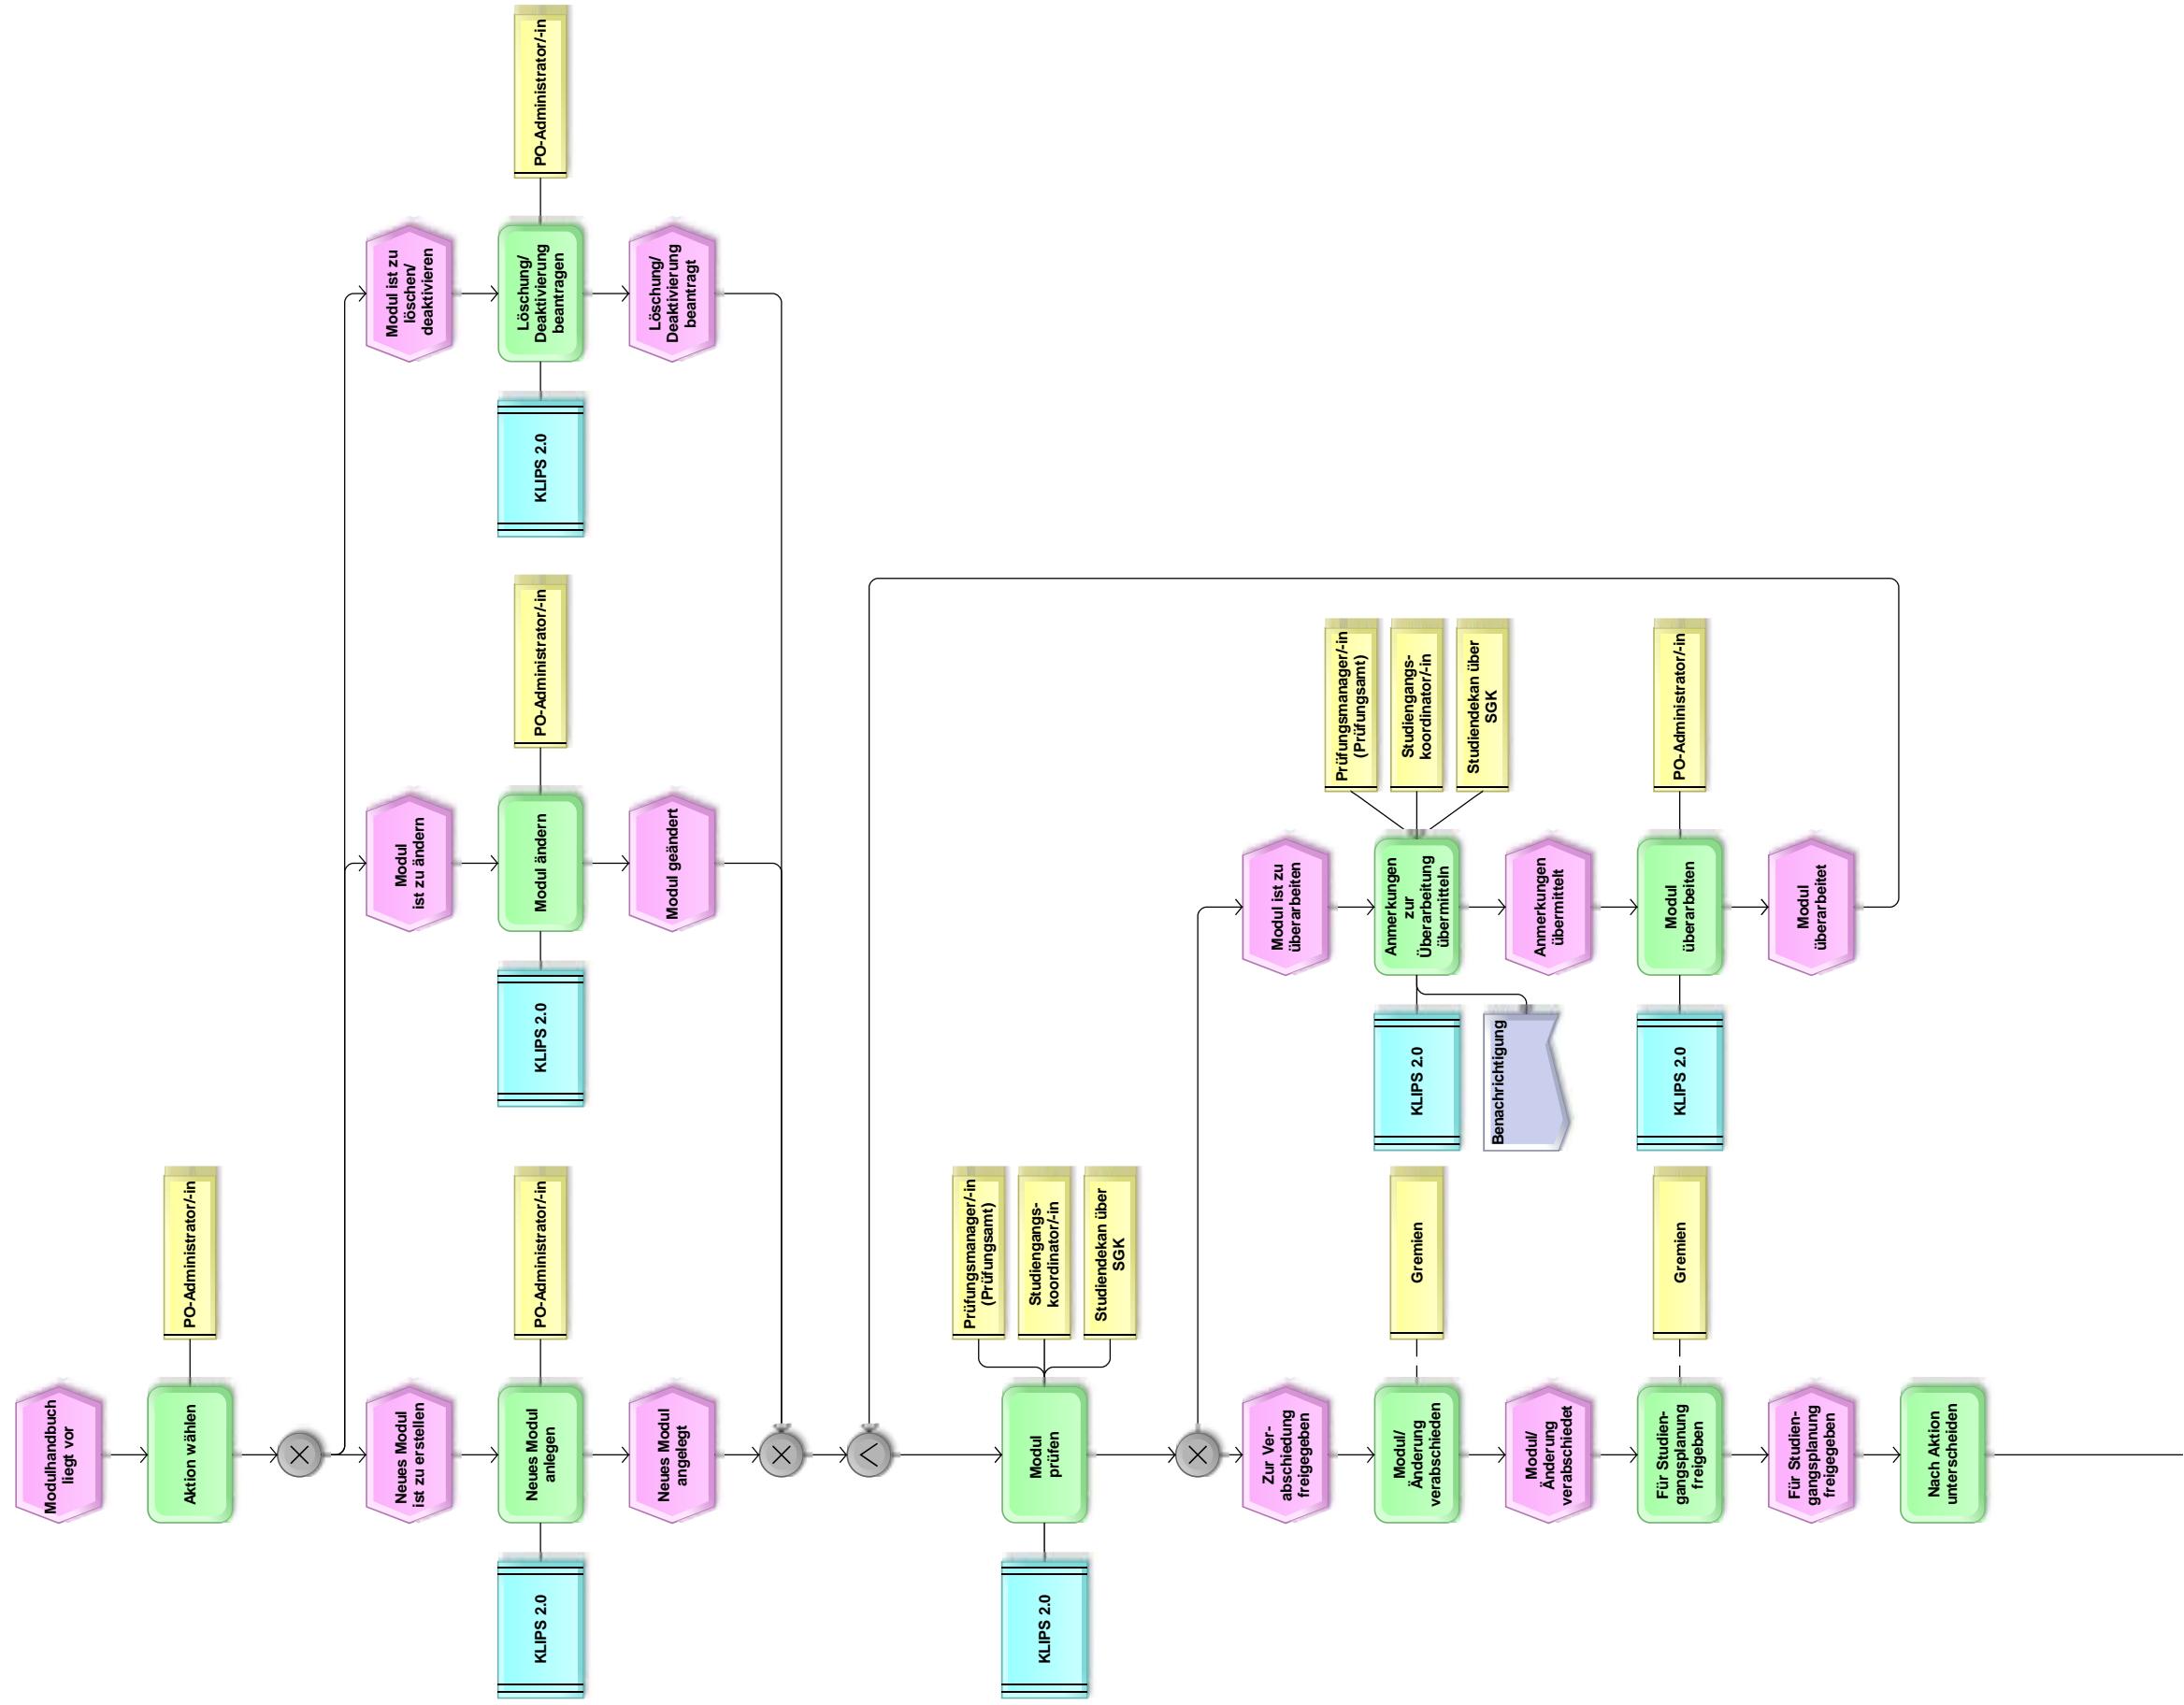 Modulhandbuch
liegt vor
Aktion wählen
PO-Administrator/-in
Neues Modul
ist zu erstellen
Neues Modul
anlegen
PO-Administrator/-in
KLIPS 2.0
Neues Modul
angelegt
Modul
ist zu ändern
Modul ändern
PO-Administrator/-in
KLIPS 2.0
Modul geändert
Modul ist zu
löschen/
deaktivieren
Löschung/
Deaktivierung
beantragen
PO-Administrator/-in
KLIPS 2.0
Löschung/
Deaktivierung
beantragt
Modul
prüfen
Prüfungsmanager/-in
(Prüfungsamt)
Studiengangs-
koordinator/-in
Studiendekan über
SGK
KLIPS 2.0
Modul ist zu
überarbeiten
Anmerkungen
zur
Überarbeitung
übermitteln
Prüfungsmanager/-in
(Prüfungsamt)
Studiengangs-
koordinator/-in
Studiendekan über
SGK
KLIPS 2.0
Benachrichtigung
Anmerkungen
übermittelt
Modul
überarbeiten
PO-Administrator/-in
KLIPS 2.0
Modul
überarbeitet
Zur Ver-
abschiedung
freigegeben
Modul/
Änderung
verabschieden
Gremien
Modul/
Änderung
verabschiedet
Für Studien-
gangsplanung
freigeben
Gremien
Für Studien-
gangsplanung
freigegeben
Nach Aktion
unterscheiden